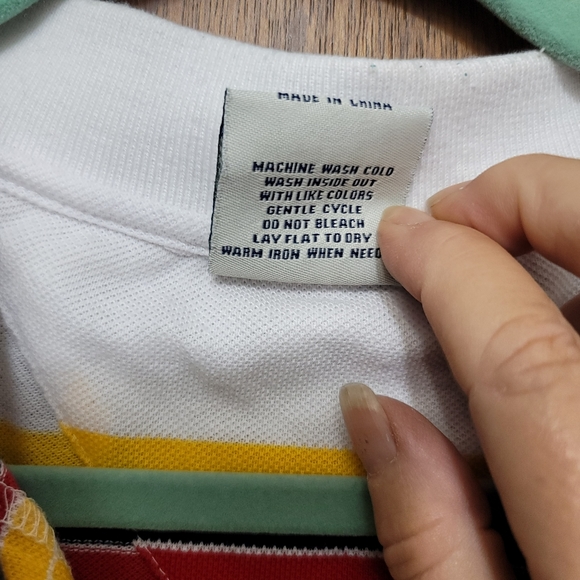 MADE IN CHINA
MACHINE WASH COLD
WASH INSIDE OUT
WITH LIKE COLORS
GENTLE CYCLE
DO NOT BLEACH
LAY FLAT TO DRY
WARM IRON WHEN NEED